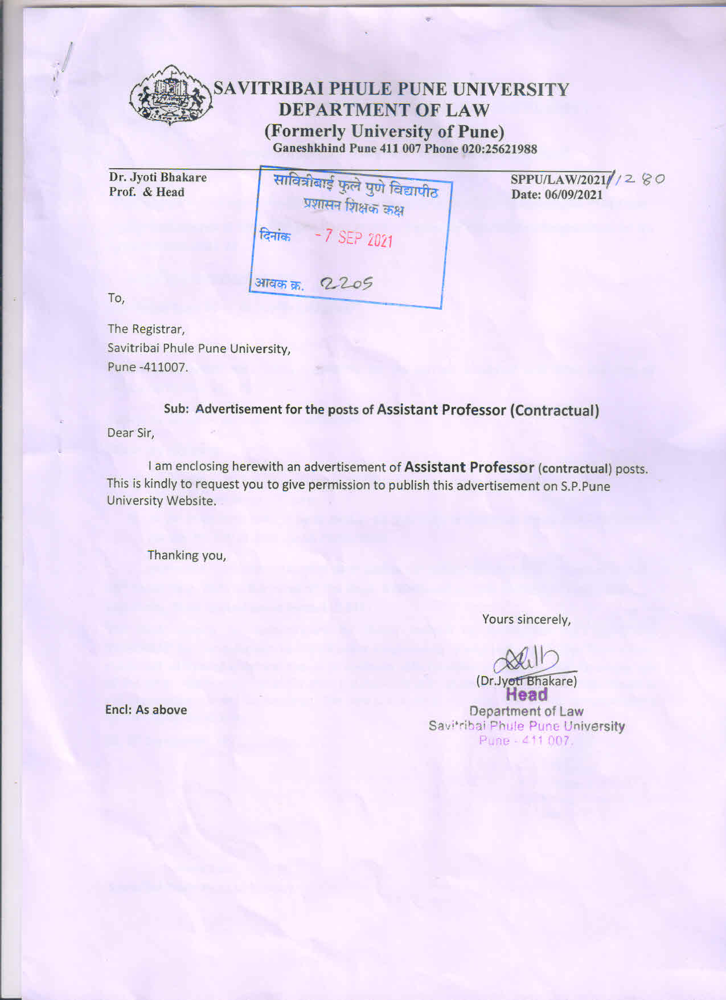 SAVITRIBAI PHULE PUNE UNIVERSITY
DEPARTMENT OF LAW
(Formerly University of Pune)
Ganeshkhind Pune 411 007 Phone 020:25621988
Dr. Jyoti Bhakare
Prof. & Head
SPPU/LAW/2021/1280
Date: 06/09/2021
सावित्रीबाई फुले पुणे विद्यापीठ
प्रशासन शिक्षक कक्ष
दिनांक -7 SEP 2021
आवक क्र. 2205
To,
The Registrar,
Savitribai Phule Pune University,
Pune -411007.
Sub: Advertisement for the posts of Assistant Professor (Contractual)
Dear Sir,
I am enclosing herewith an advertisement of Assistant Professor (contractual) posts.
This is kindly to request you to give permission to publish this advertisement on S.P.Pune
University Website.
Thanking you,
Yours sincerely,
(Dr.Jyoti Bhakare)
Head
Department of Law
Savitribai Phule Pune University
Pune - 411 007.
Encl: As above